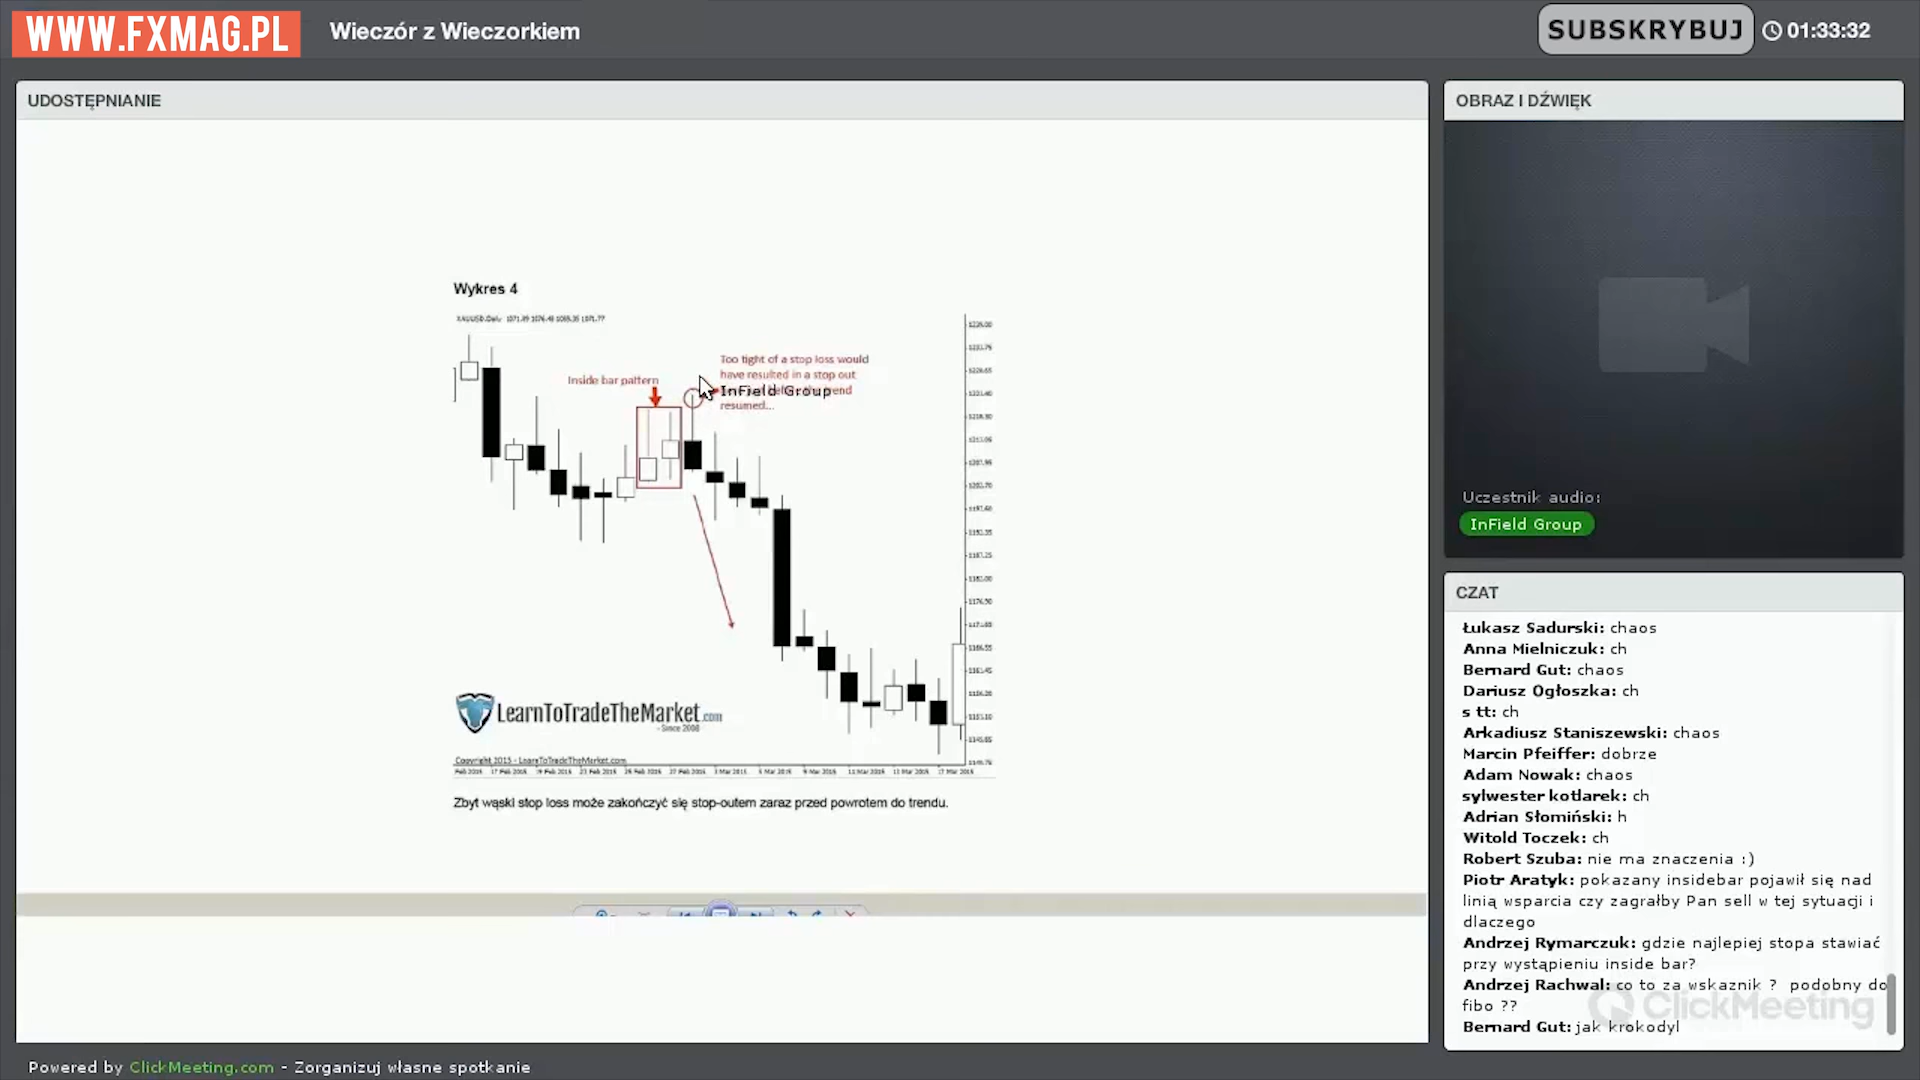 WWW.FXMAG.PL
Wieczór z Wieczorkiem
SUBSKRYBUJ
01:33:32
UDOSTĘPNIANIE
Wykres 4
Inside bar pattern
Too tight of a stop loss would
have resulted in a stop out
InField Group
resumed...
LearnToTradeTheMarket.com
- Since 2008
Copyright 2015 - LearnToTradeTheMarket.com
Zbyt wąski stop loss może zakończyć się stop-outem zaraz przed powrotem do trendu.
OBRAZ I DŹWIĘK
Uczestnik audio:
InField Group
CZAT
Łukasz Sadurski: chaos
Anna Mielniczuk: ch
Bernard Gut: chaos
Dariusz Ogłoszka: ch
s tt: ch
Arkadiusz Staniszewski: chaos
Marcin Pfeiffer: dobrze
Adam Nowak: chaos
sylwester kotlarek: ch
Adrian Słomiński: h
Witold Toczek: ch
Robert Szuba: nie ma znaczenia :)
Piotr Aratyk: pokazany insidebar pojawił się nad
linią wsparcia czy zagrałby Pan sell w tej sytuacji i
dlaczego
Andrzej Rymarczuk: gdzie najlepiej stopa stawiać
przy wystąpieniu inside bar?
Andrzej Rachwal: co to za wskaznik ? podobny do
fibo ??
Bernard Gut: jak krokodyl
ClickMeeting
Powered by ClickMeeting.com - Zorganizuj własne spotkanie